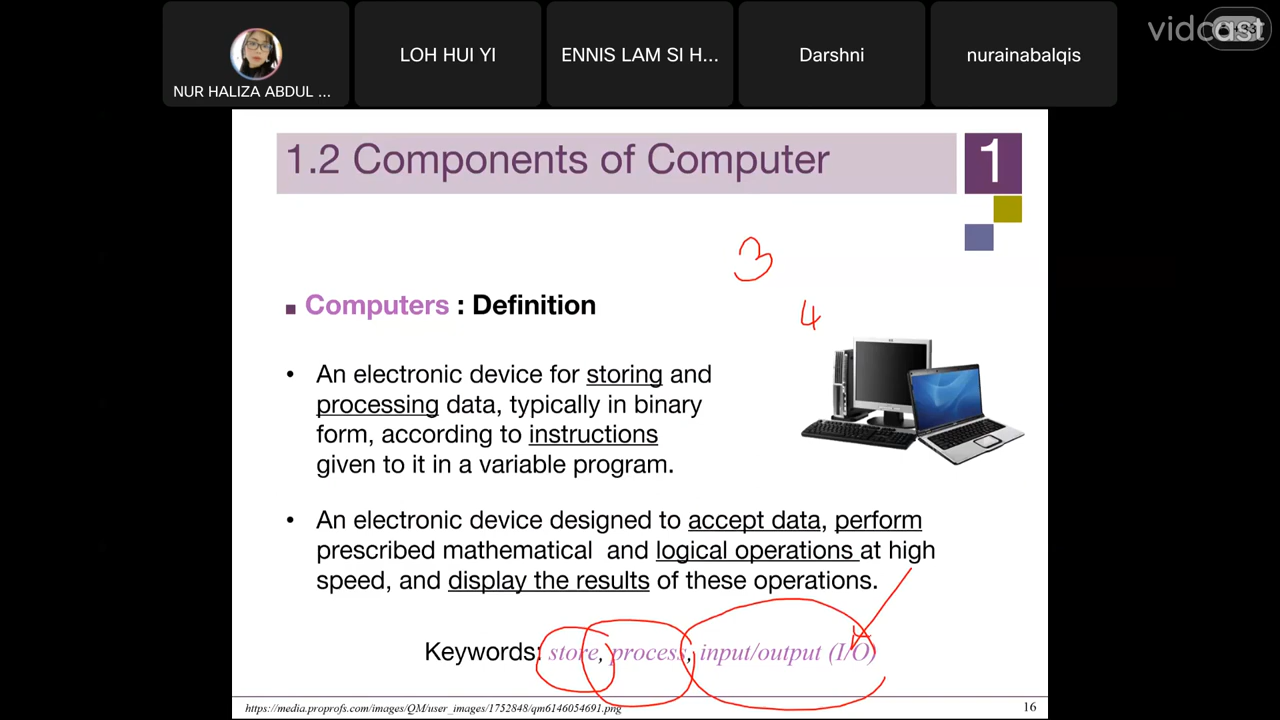 vidcast
NUR HALIZA ABDUL ...
LOH HUI YI
ENNIS LAM SI H...
Darshni
nurainabalqis
1.2 Components of Computer
1
3
4
■ Computers : Definition
• An electronic device for storing and
processing data, typically in binary
form, according to instructions
given to it in a variable program.
• An electronic device designed to accept data, perform
prescribed mathematical and logical operations at high
speed, and display the results of these operations.
Keywords: store, process, input/output (I/O)
https://media.proprofs.com/images/QM/user_images/1752848/qm6146054691.png
16